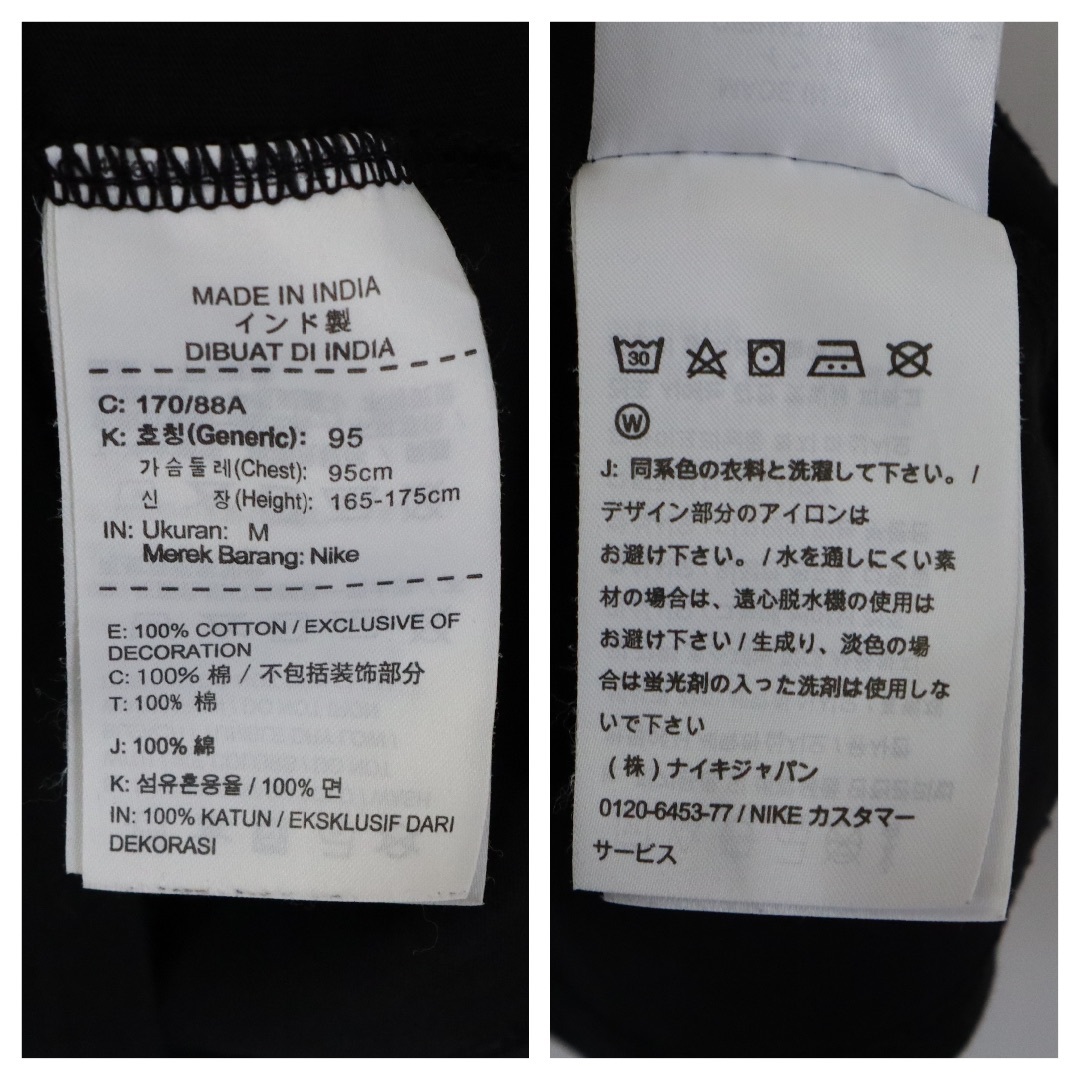 MADE IN INDIA
インド製
DIBUAT DI INDIA
C: 170/88A
K: 호칭(Generic): 95
가슴둘레(Chest): 95cm
신 장(Height): 165-175cm
IN: Ukuran: M
Merek Barang: Nike
E: 100% COTTON / EXCLUSIVE OF
DECORATION
C: 100% 棉 / 不包括装饰部分
T: 100% 棉
J: 100% 綿
K: 섬유혼용율 / 100% 면
IN: 100% KATUN / EKSKLUSIF DARI
DEKORASI
30
W
J: 同系色の衣料と洗濯して下さい。 /
デザイン部分のアイロンは
お避け下さい。 / 水を通しにくい素
材の場合は、遠心脱水機の使用は
お避け下さい / 生成り、淡色の場
合は蛍光剤の入った洗剤は使用しな
いで下さい
(株) ナイキジャパン
0120-6453-77 / NIKE カスタマー
サービス